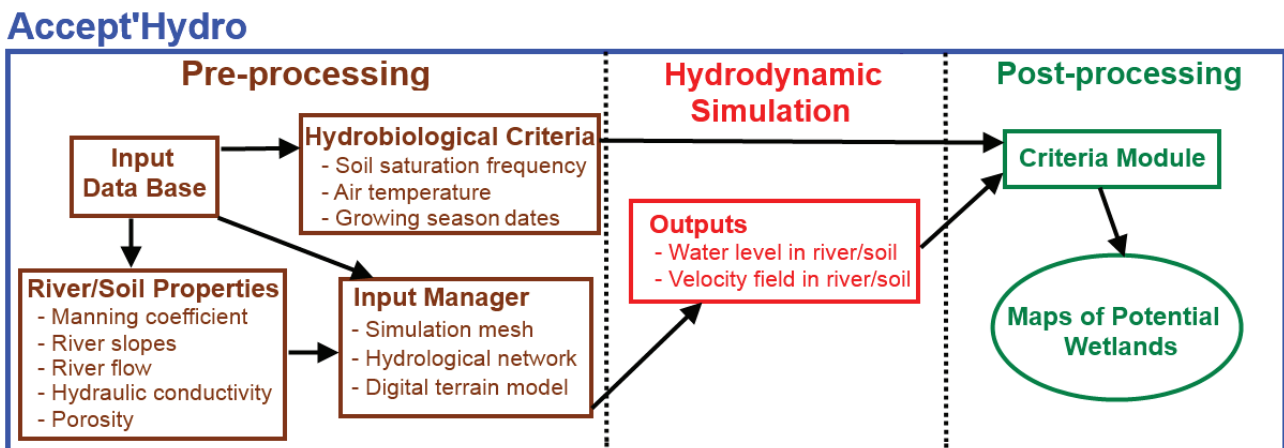 Accept'Hydro
Pre-processing
Input
Data Base
Hydrobiological Criteria
- Soil saturation frequency
- Air temperature
- Growing season dates
River/Soil Properties
- Manning coefficient
- River slopes
- River flow
- Hydraulic conductivity
- Porosity
Input Manager
- Simulation mesh
- Hydrological network
- Digital terrain model
Hydrodynamic
Simulation
Outputs
- Water level in river/soil
- Velocity field in river/soil
Post-processing
Criteria Module
Maps of Potential
Wetlands